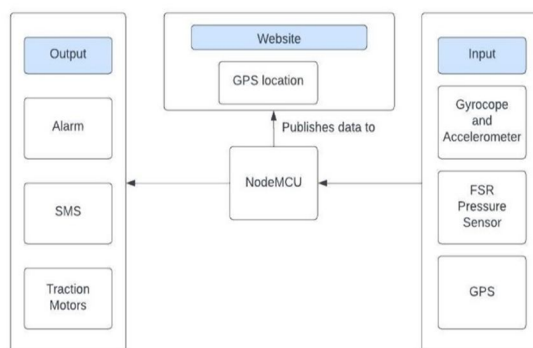 Output
Alarm
SMS
Traction
Motors
Website
GPS location
Publishes data to
NodeMCU
Input
Gyrocope
and
Accelerometer
FSR
Pressure
Sensor
GPS